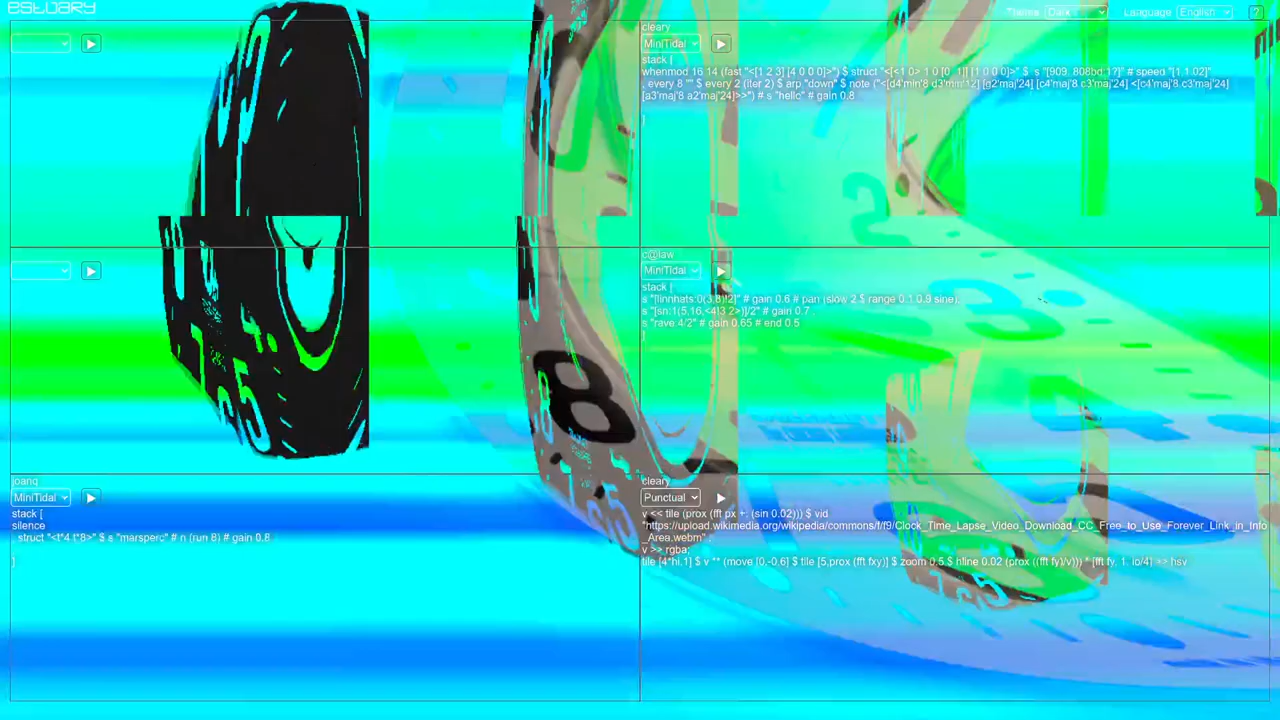 estuary
Theme Dark Language English ?
cleary
MiniTidal
stack [
whenmod 16 14 (fast "<[1 2 3] [4 0 0 0]>") $ struct "<[<1 0> 1 0 [0 1]] [1 0 0 0]>" $ s "[909, 808bd:1?]" # speed "[1,1.02]"
, every 8 "" $ every 2 (iter 2) $ arp "down" $ note ("<[d4'min'8 d3'min'12] [g2'maj'24] [c4'maj'8 c3'maj'24] <[c4'maj'8 c3'maj'24]
[a3'maj'8 a2'maj'24]>>") # s "hello" # gain 0.8
]
c@law
MiniTidal
stack [
s "[linnhats:0(3,8)!2]" # gain 0.6 # pan (slow 2 $ range 0.1 0.9 sine),
s "[sn:1(5,16,<4!3 2>)]/2" # gain 0.7 ,
s "rave:4/2" # gain 0.65 # end 0.5
]
joanq
MiniTidal
stack [
silence
, struct "<t*4 t*8>" $ s "marsperc" # n (run 8) # gain 0.8
]
cleary
Punctual
v << tile (prox (fft px +: (sin 0.02))) $ vid
"https://upload.wikimedia.org/wikipedia/commons/f/f9/Clock_Time_Lapse_Video_Download_CC_Free_to_Use_Forever_Link_in_Info
_Area.webm" ;
v >> rgba;
tile [4*hi,1] $ v ** (move [0,-0.6] $ tile [5,prox (fft fxy)] $ zoom 0.5 $ hline 0.02 (prox ((fft fy)/v))) * [fft fy, 1, lo/4] >> hsv
8
2
3
4